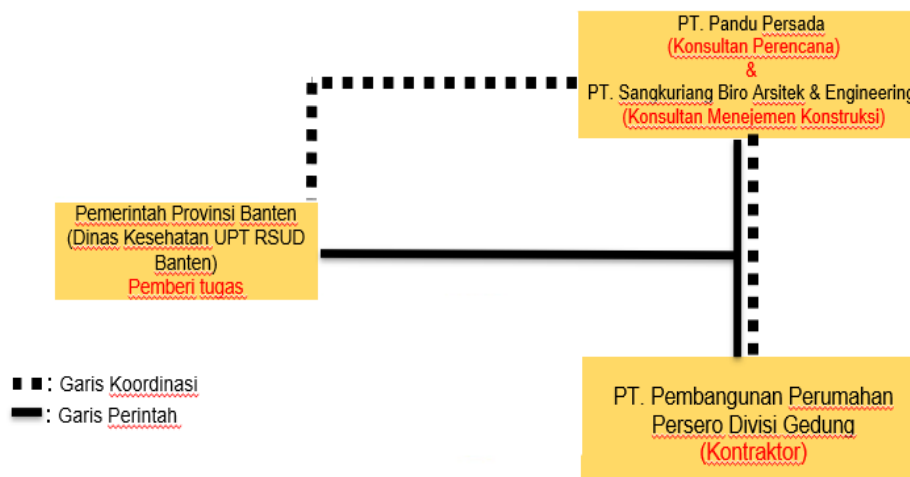 PT. Pandu Persada
(Konsultan Perencana)
&
PT. Sangkuriang Biro Arsitek & Engineering
(Konsultan Menejemen Konstruksi)
Pemerintah Provinsi Banten
(Dinas Kesehatan UPT RSUD
Banten)
Pemberi tugas
: Garis Koordinasi
: Garis Perintah
PT. Pembangunan Perumahan
Persero Divisi Gedung
(Kontraktor)